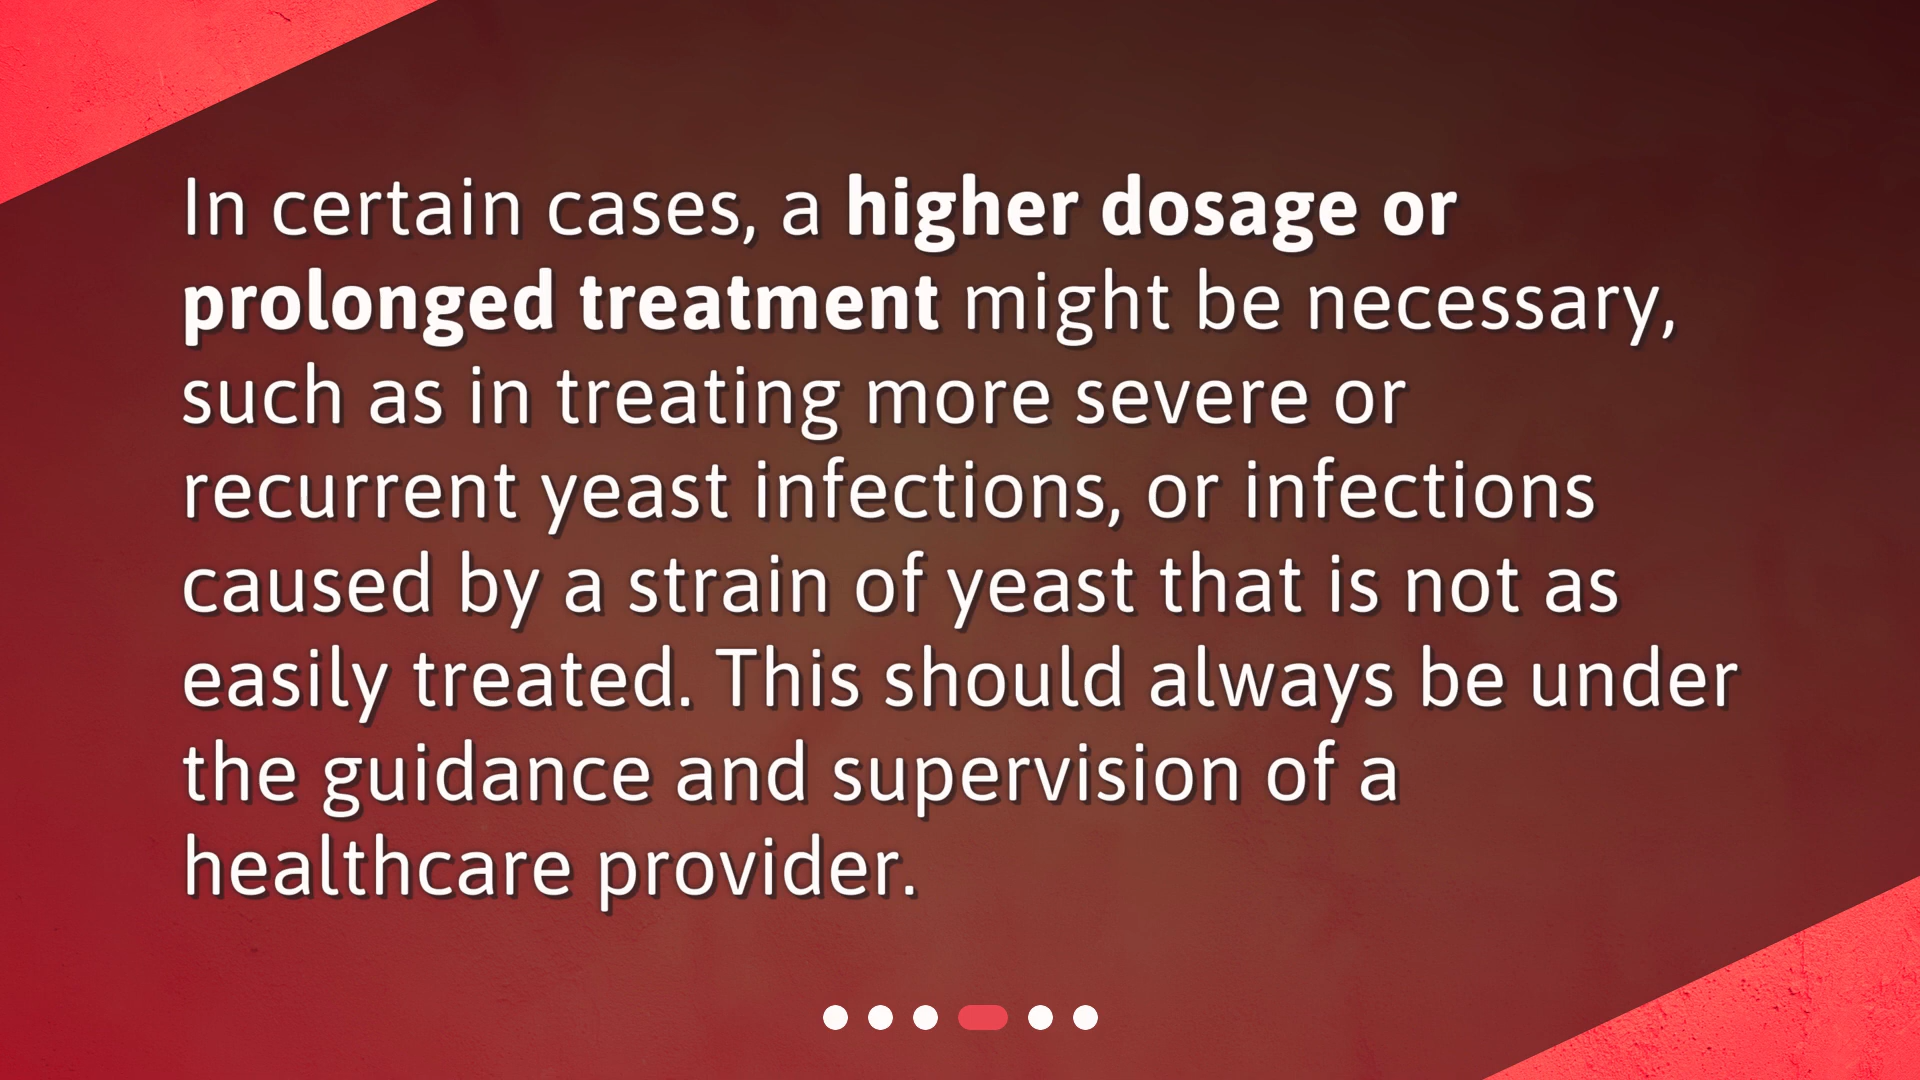 In certain cases, a higher dosage or
prolonged treatment might be necessary,
such as in treating more severe or
recurrent yeast infections, or infections
caused by a strain of yeast that is not as
easily treated. This should always be under
the guidance and supervision of a
healthcare provider.